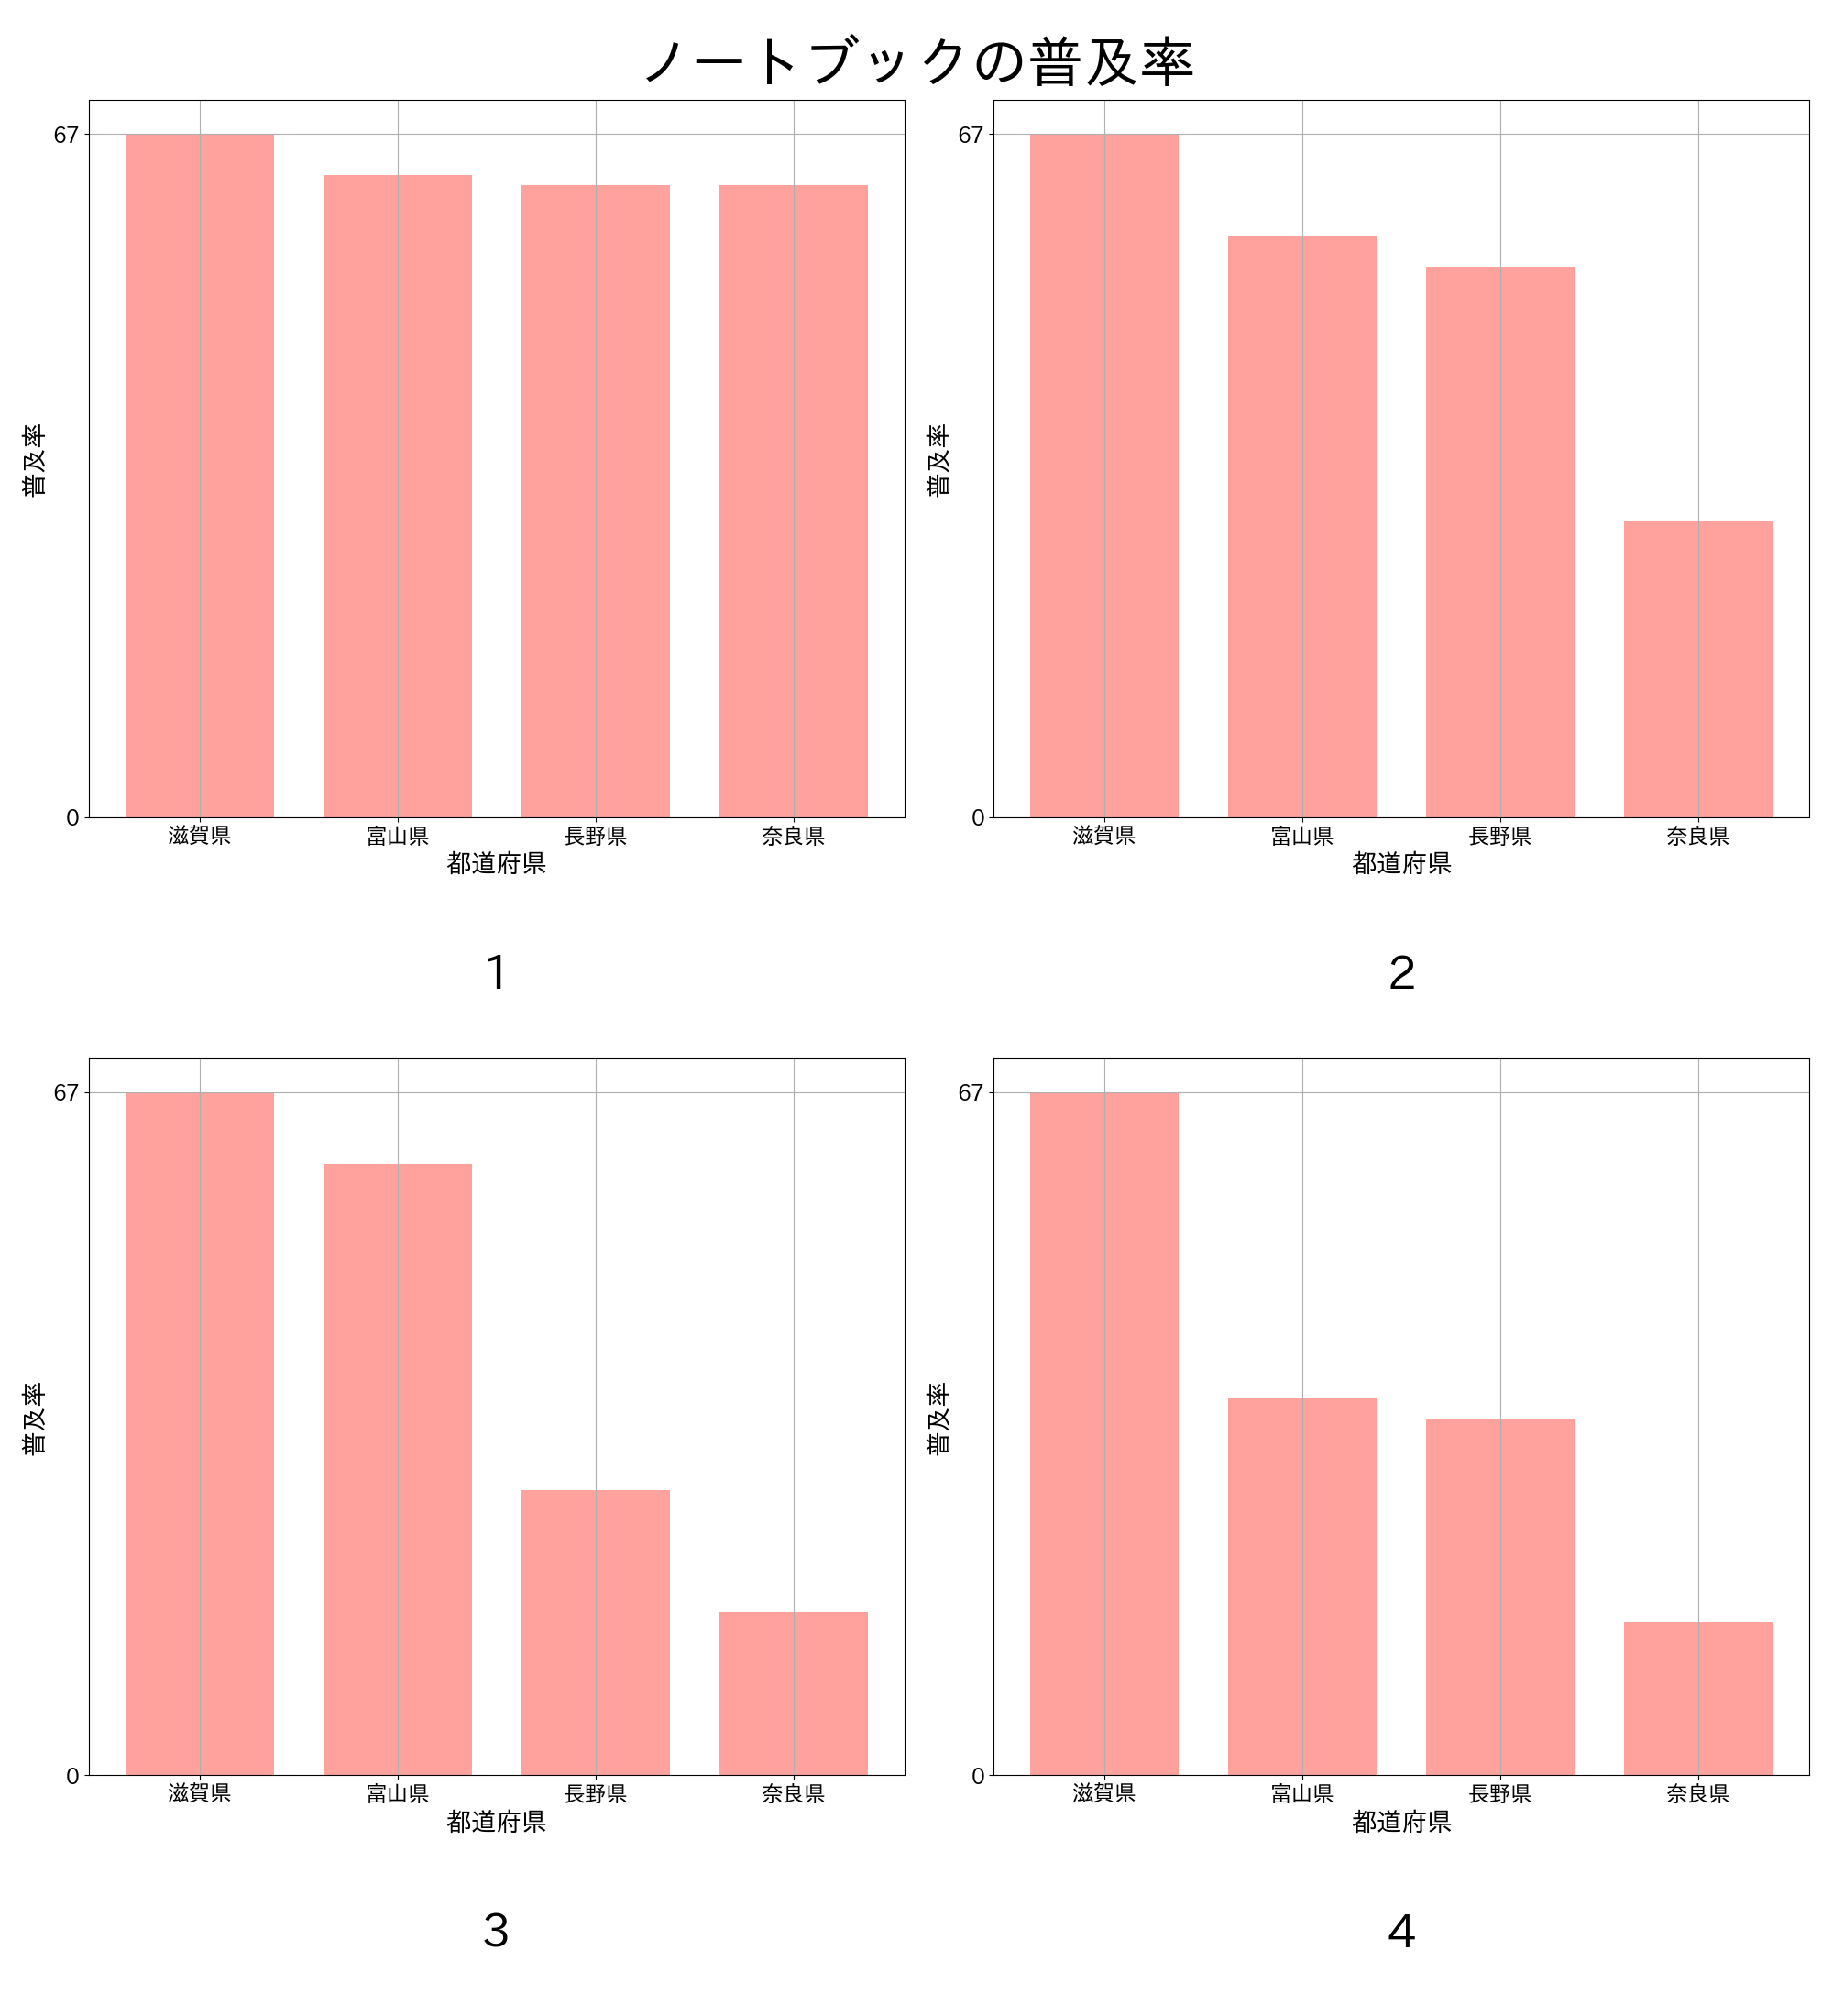 ノートブックの普及率
67
0
普及率
滋賀県 富山県 長野県 奈良県
都道府県
1
67
0
普及率
滋賀県 富山県 長野県 奈良県
都道府県
2
67
0
普及率
滋賀県 富山県 長野県 奈良県
都道府県
3
67
0
普及率
滋賀県 富山県 長野県 奈良県
都道府県
4